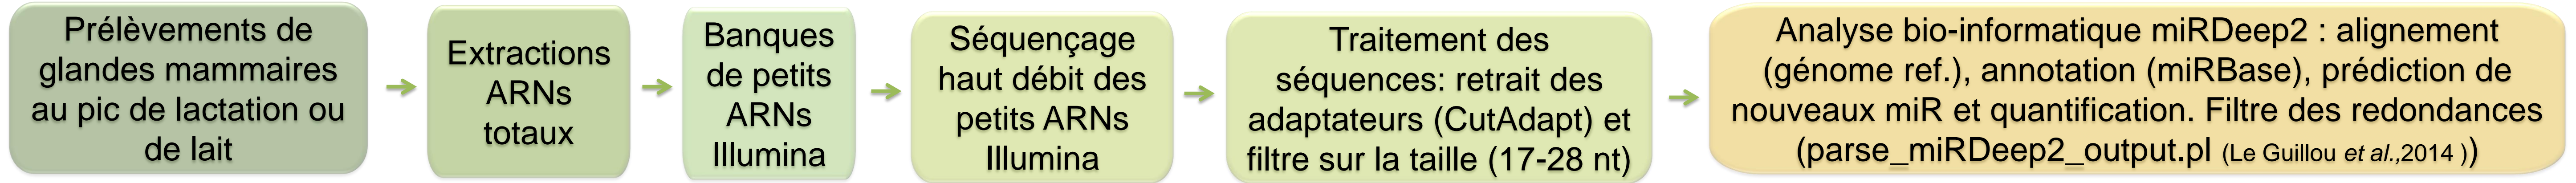 Prélèvements de
glandes mammaires
au pic de lactation ou
de lait
Extractions
ARNs
totaux
Banques
de petits
ARNs
Illumina
Séquençage
haut débit des
petits ARNs
Illumina
Traitement des
séquences: retrait des
adaptateurs (CutAdapt) et
filtre sur la taille (17-28 nt)
Analyse bio-informatique miRDeep2 : alignement
(génome ref.), annotation (miRBase), prédiction de
nouveaux miR et quantification. Filtre des redondances
(parse_miRDeep2_output.pl (Le Guillou et al.,2014 ))